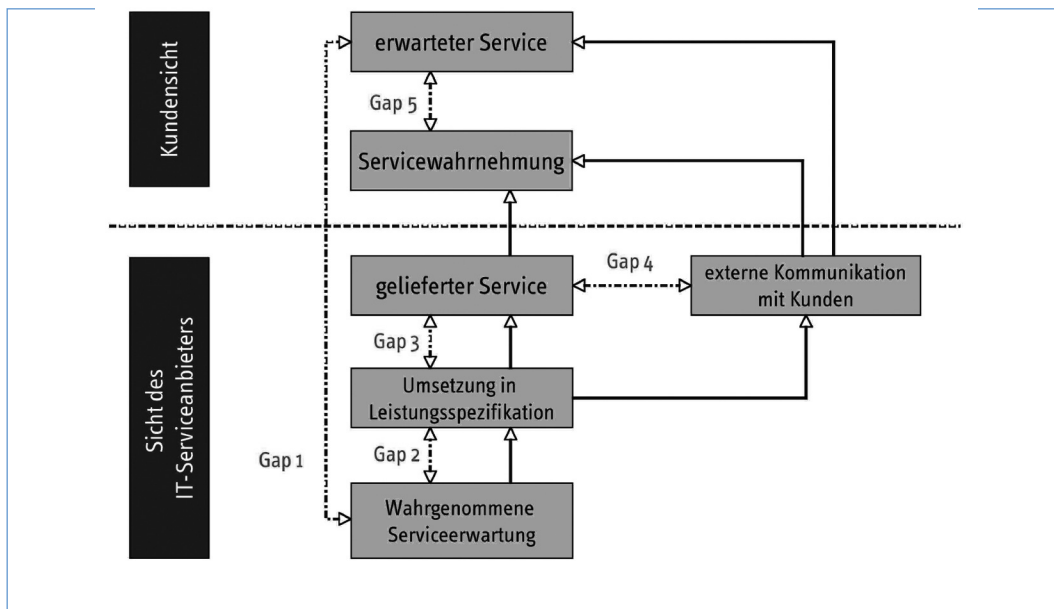 Kundensicht
erwarteter Service
Gap 5
Servicewahrnehmung
Sicht des
IT-Serviceanbieters
Gap 1
gelieferter Service
Gap 4
externe Kommunikation
mit Kunden
Gap 3
Umsetzung in
Leistungsspezifikation
Gap 2
Wahrgenommene
Serviceerwartung